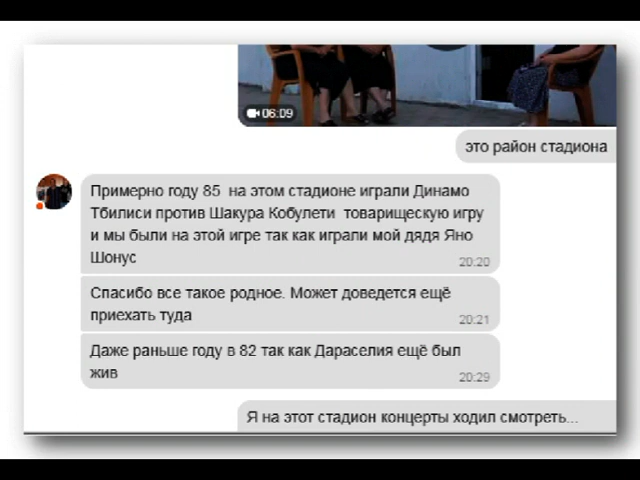 06:09
это район стадиона
Примерно году 85 на этом стадионе играли Динамо
Тбилиси против Шакура Кобулети товарищескую игру
и мы были на этой игре так как играли мой дядя Яно
Шонус
20:20
Спасибо все такое родное. Может доведется ещё
приехать туда
20:21
Даже раньше году в 82 так как Дараселия ещё был
жив
20:29
Я на этот стадион концерты ходил смотреть...